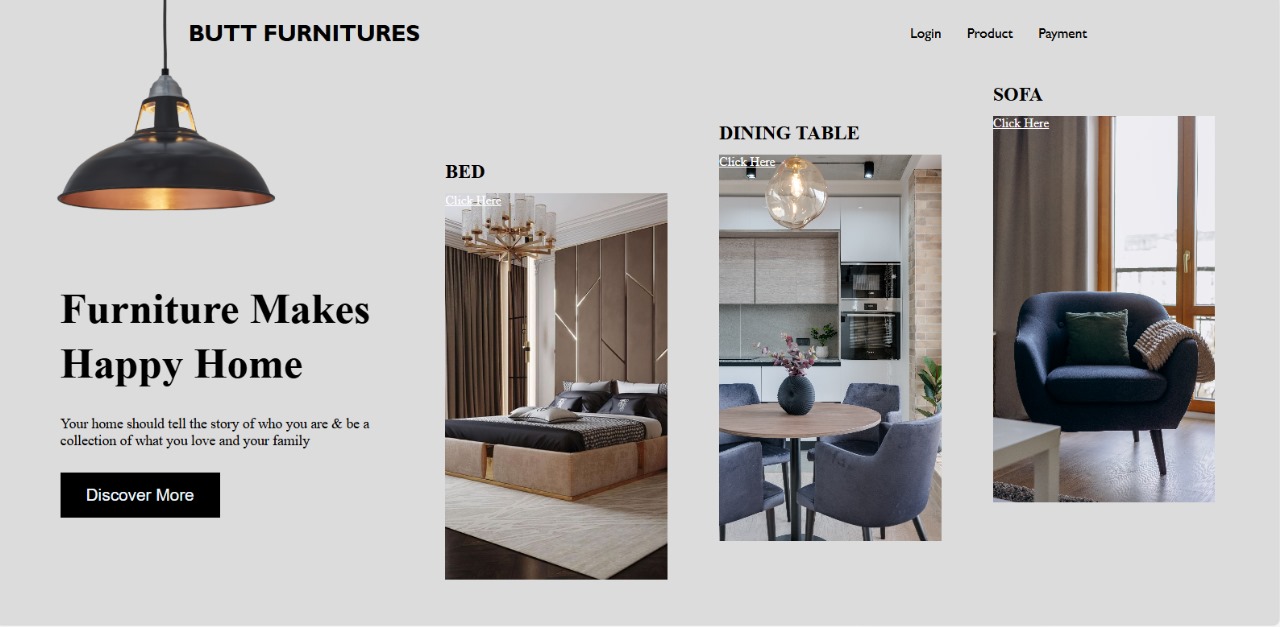 BUTT FURNITURES
Login Product Payment
SOFA
Click Here
DINING TABLE
Click Here
BED
Click Here
Furniture Makes
Happy Home
Your home should tell the story of who you are & be a
collection of what you love and your family
Discover More